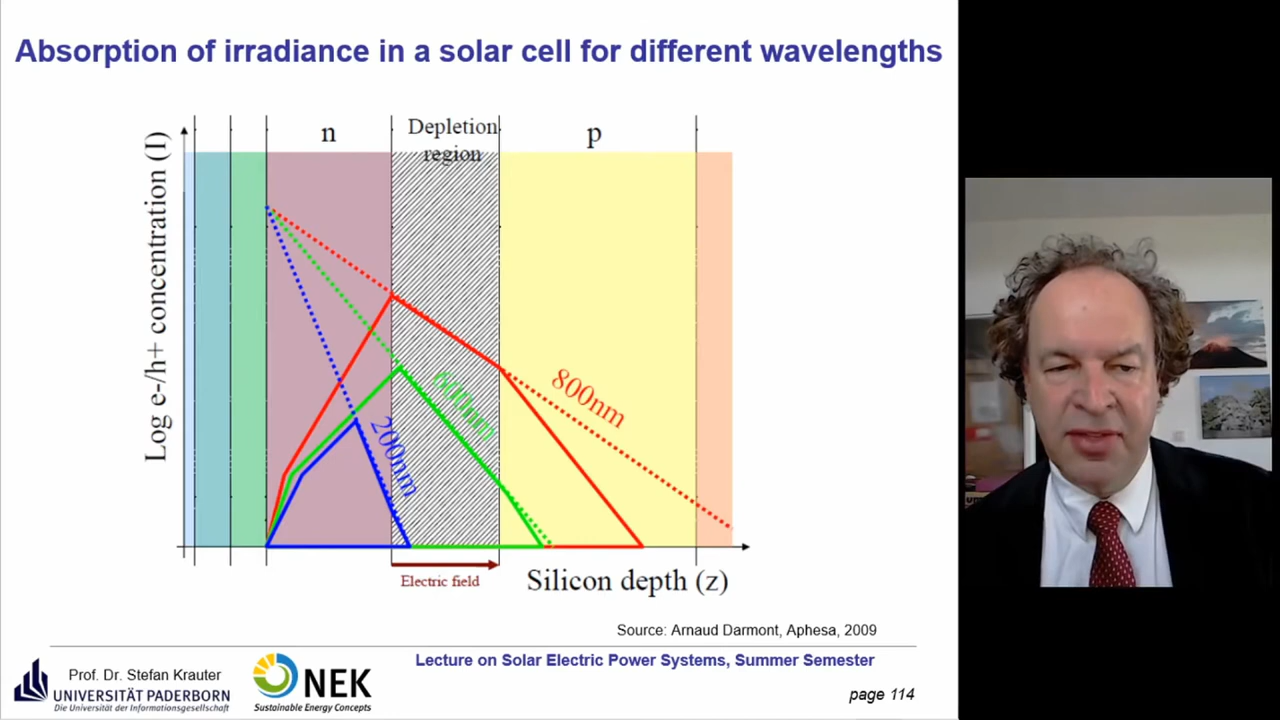 Absorption of irradiance in a solar cell for different wavelengths
n
Depletion
region
p
Log e-/h+ concentration (I)
800nm
600nm
200nm
Electric field
Silicon depth (z)
Source: Arnaud Darmont, Aphesa, 2009
Prof. Dr. Stefan Krauter
UNIVERSITÄT PADERBORN
Die Universität der Informationsgesellschaft
NEK
Sustainable Energy Concepts
Lecture on Solar Electric Power Systems, Summer Semester
page 114